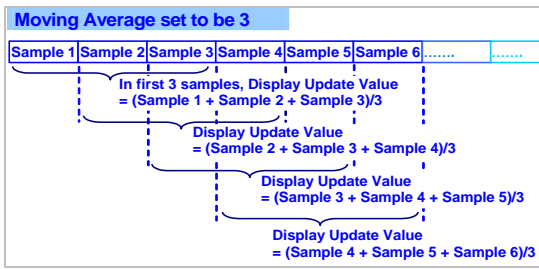 Moving Average set to be 3
Sample 1 Sample 2 Sample 3 Sample 4 Sample 5 Sample 6 ....... .......
In first 3 samples, Display Update Value
= (Sample 1 + Sample 2 + Sample 3)/3
Display Update Value
= (Sample 2 + Sample 3 + Sample 4)/3
Display Update Value
= (Sample 3 + Sample 4 + Sample 5)/3
Display Update Value
= (Sample 4 + Sample 5 + Sample 6)/3